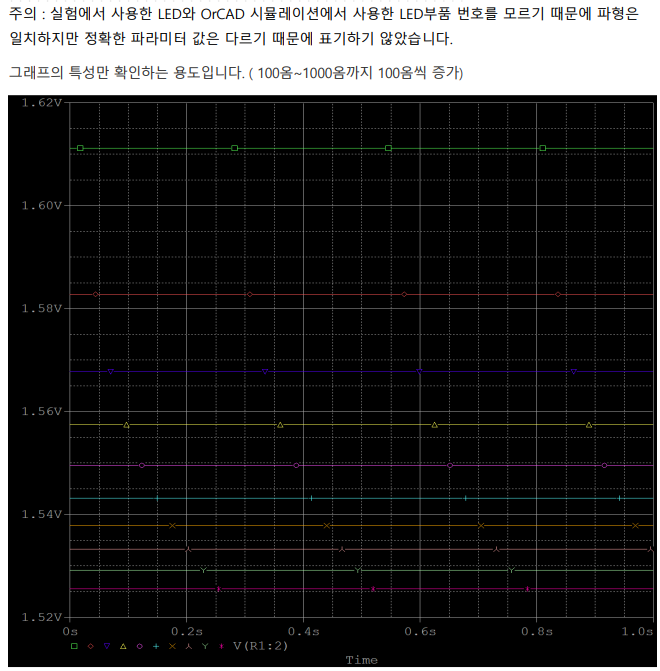 주의 : 실험에서 사용한 LED와 OrCAD 시뮬레이션에서 사용한 LED부품 번호를 모르기 때문에 파형은
일치하지만 정확한 파라미터 값은 다르기 때문에 표기하기 않았습니다.
그래프의 특성만 확인하는 용도입니다. ( 100옴~1000옴까지 100옴씩 증가)
1.62V
1.60V
1.58V
1.56V
1.54V
1.52V
0s 0.2s 0.4s 0.6s 0.8s 1.0s
V(R1:2)
Time